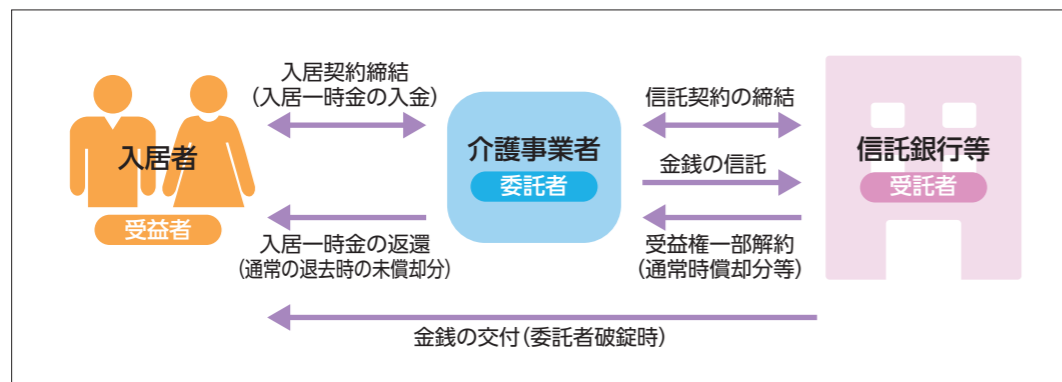 入居契約締結
(入居一時金の入金)
信託契約の締結
入居者
受益者
介護事業者
委託者
信託銀行等
受託者
金銭の信託
入居一時金の返還
(通常の退去時の未償却分)
受益権一部解約
(通常時償却分等)
金銭の交付(委託者破錠時)